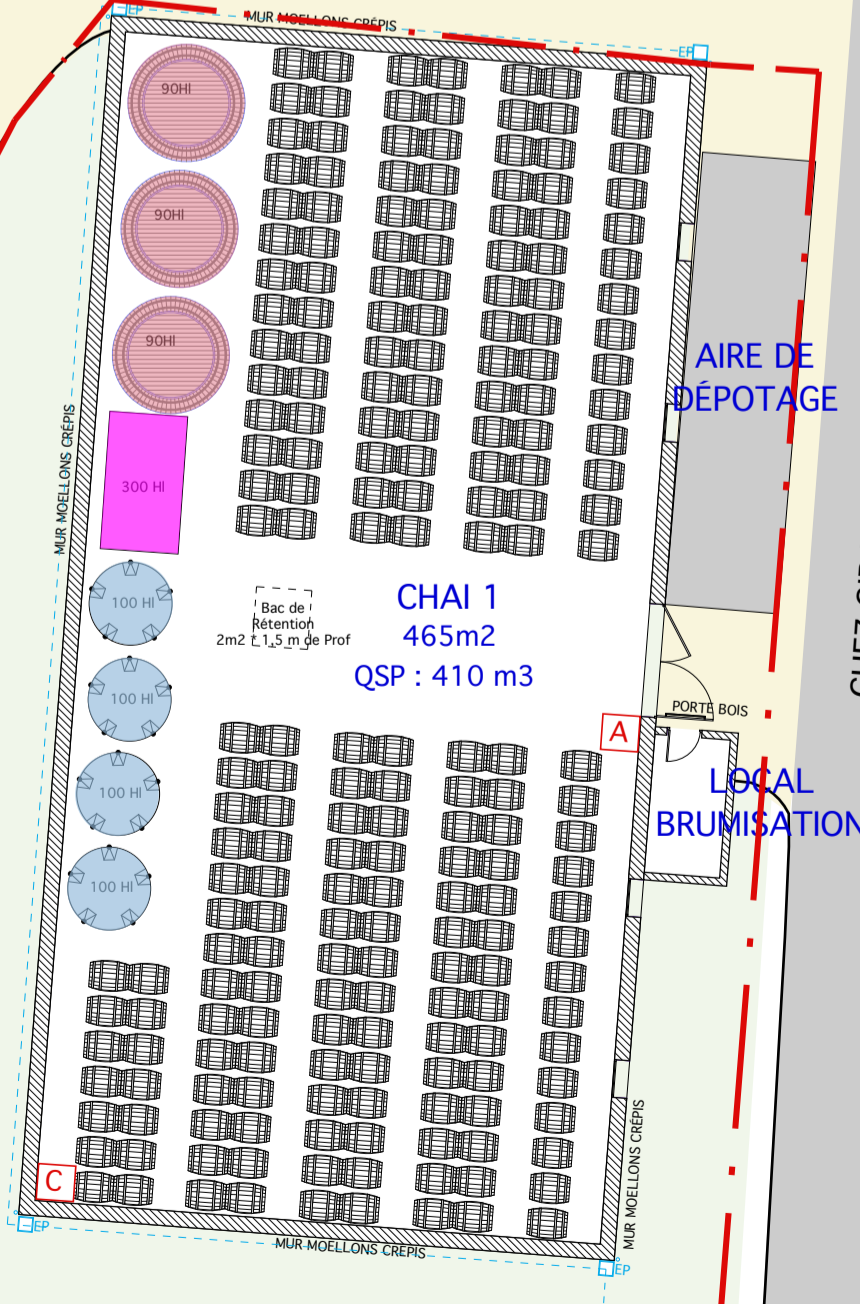 EP
MUR MOELLONS CRÉPIS
EP
90Hl
90Hl
90Hl
AIRE DE
DÉPOTAGE
MUR MOELLONS CRÉPIS
300 Hl
100 Hl
Bac de
Rétention
2m2 * 1,5 m de Prof
CHAI 1
465m2
QSP : 410 m3
100 Hl
PORTE BOIS
A
100 Hl
LOCAL
BRUMISATION
100 Hl
MUR MOELLONS CRÉPIS
C
EP
MUR MOELLONS CREPIS
EP